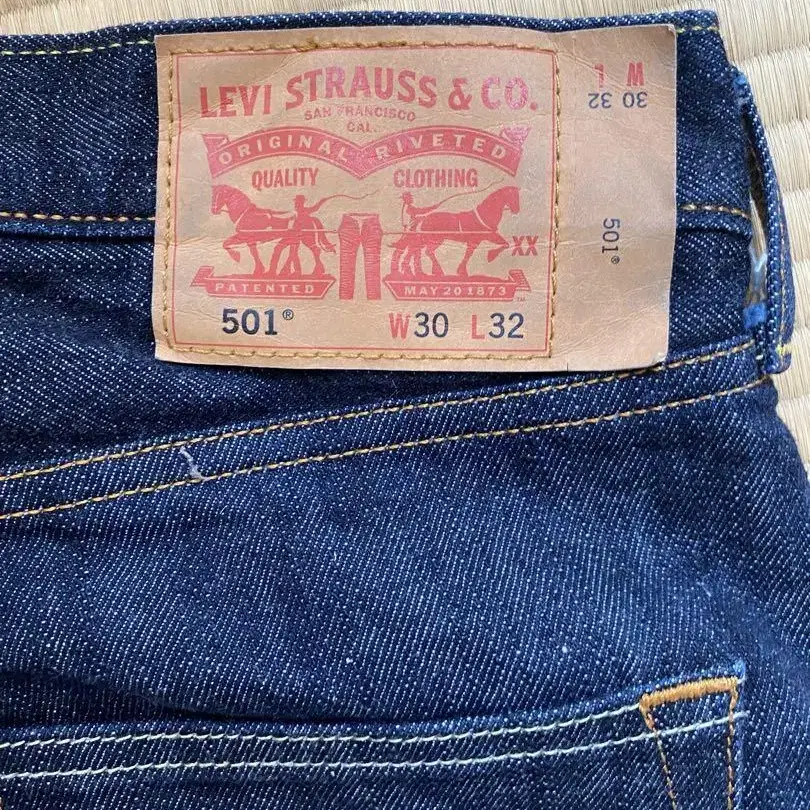 LEVI STRAUSS & CO.
SAN FRANCISCO
CAL.
ORIGINAL RIVETED
QUALITY CLOTHING
XX
PATENTED MAY 20 1873
501® W30 L32
W L
30 32
501®